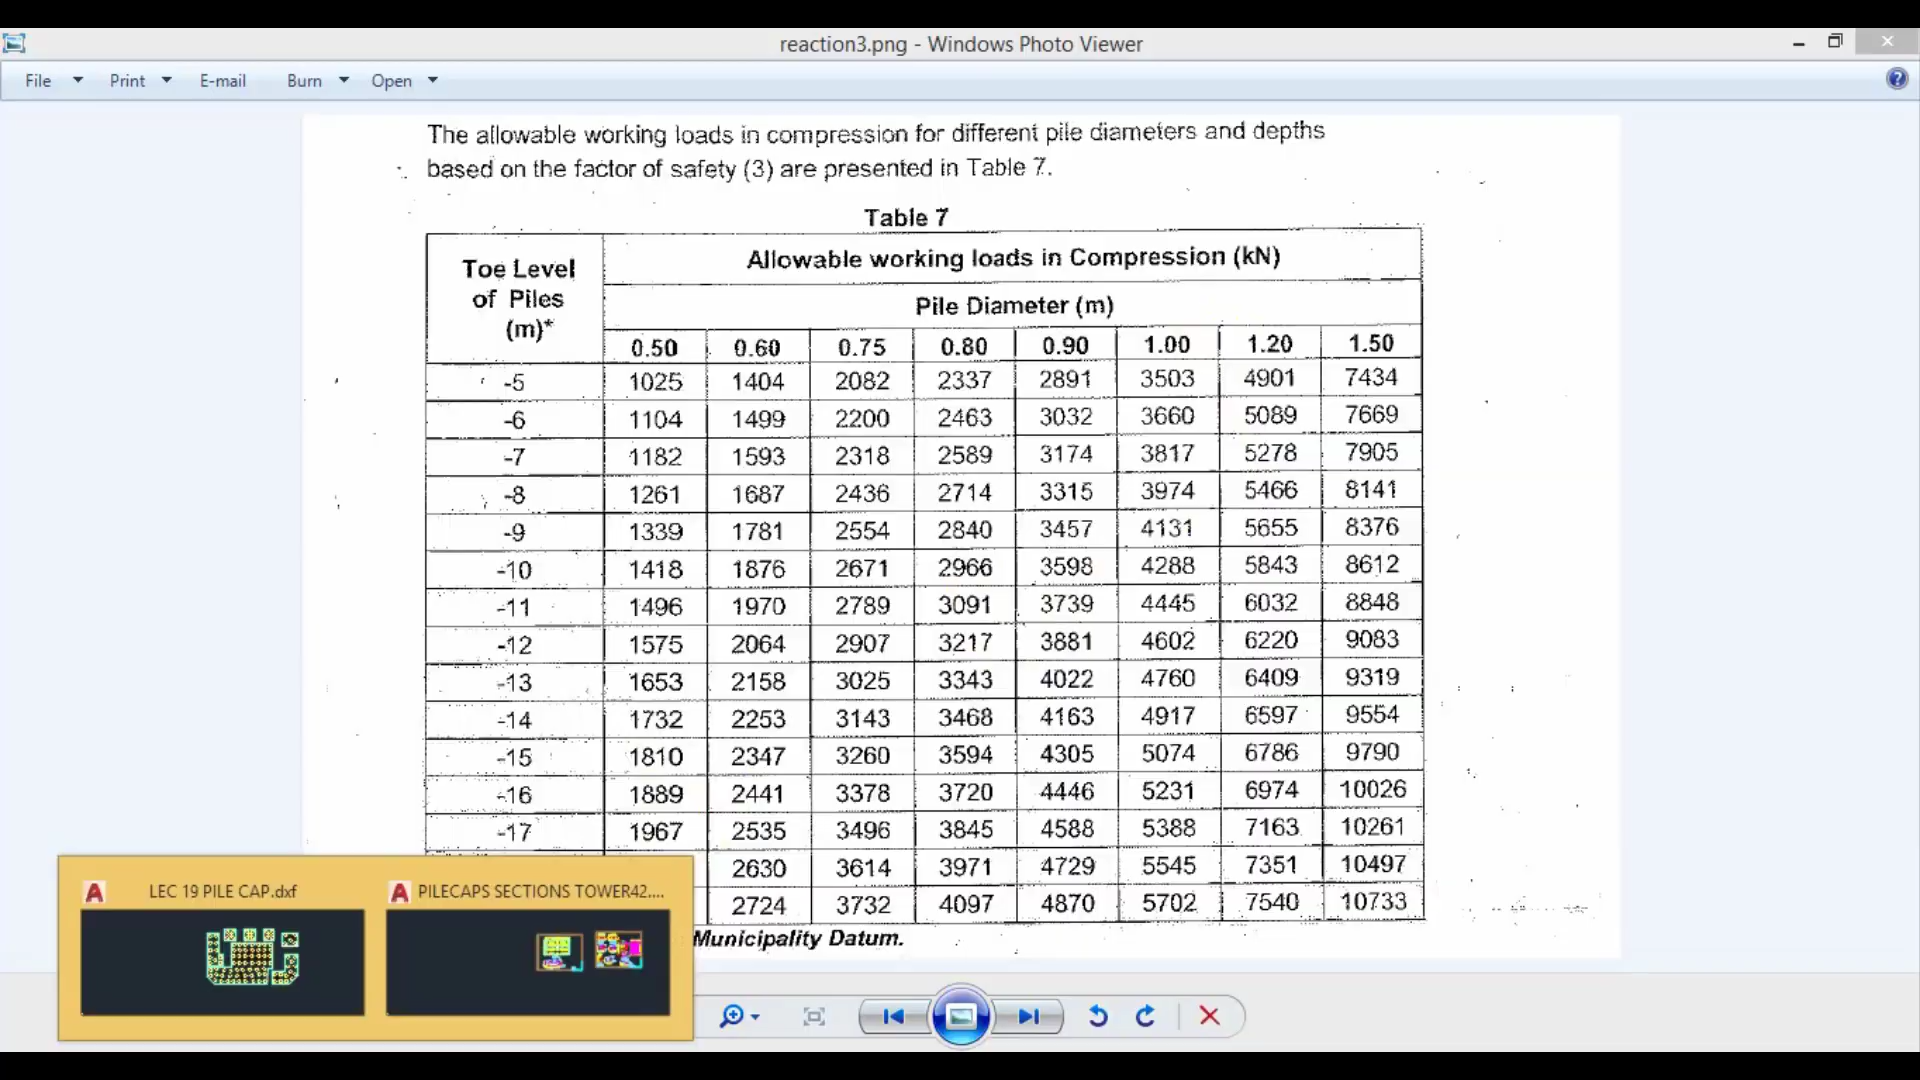 reaction3.png - Windows Photo Viewer
File Print E-mail Burn Open
The allowable working loads in compression for different pile diameters and depths
based on the factor of safety (3) are presented in Table 7.
Table 7
Toe Level of Piles (m)* Allowable working loads in Compression (kN)
Pile Diameter (m)
0.50 0.60 0.75 0.80 0.90 1.00 1.20 1.50
-5 1025 1404 2082 2337 2891 3503 4901 7434
-6 1104 1499 2200 2463 3032 3660 5089 7669
-7 1182 1593 2318 2589 3174 3817 5278 7905
-8 1261 1687 2436 2714 3315 3974 5466 8141
-9 1339 1781 2554 2840 3457 4131 5655 8376
-10 1418 1876 2671 2966 3598 4288 5843 8612
-11 1496 1970 2789 3091 3739 4445 6032 8848
-12 1575 2064 2907 3217 3881 4602 6220 9083
-13 1653 2158 3025 3343 4022 4760 6409 9319
-14 1732 2253 3143 3468 4163 4917 6597 9554
-15 1810 2347 3260 3594 4305 5074 6786 9790
-16 1889 2441 3378 3720 4446 5231 6974 10026
-17 1967 2535 3496 3845 4588 5388 7163 10261
2630 3614 3971 4729 5545 7351 10497
2724 3732 4097 4870 5702 7540 10733
Municipality Datum.
LEC 19 PILE CAP.dxf
PILECAPS SECTIONS TOWER42....